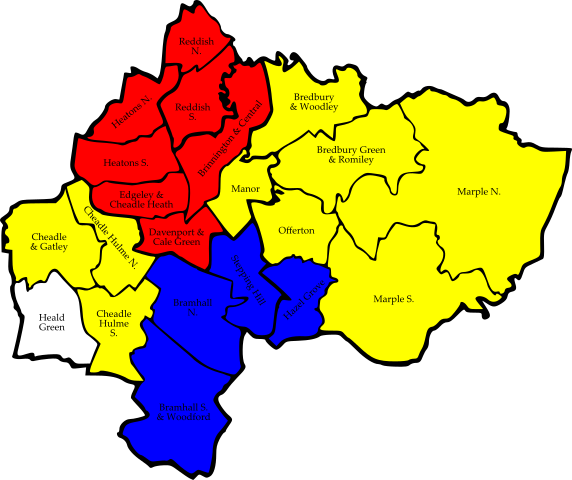 Reddish
N.
Heatons N.
Reddish
S.
Brinnington & Central
Bredbury
& Woodley
Heatons S.
Bredbury Green
& Romiley
Edgeley &
Cheadle Heath
Manor
Marple N.
Cheadle
& Gatley
Cheadle Hulme N.
Davenport &
Cale Green
Offerton
Stepping Hill
Hazel Grove
Bramhall
N.
Marple S.
Heald
Green
Cheadle
Hulme
S.
Bramhall S.
& Woodford